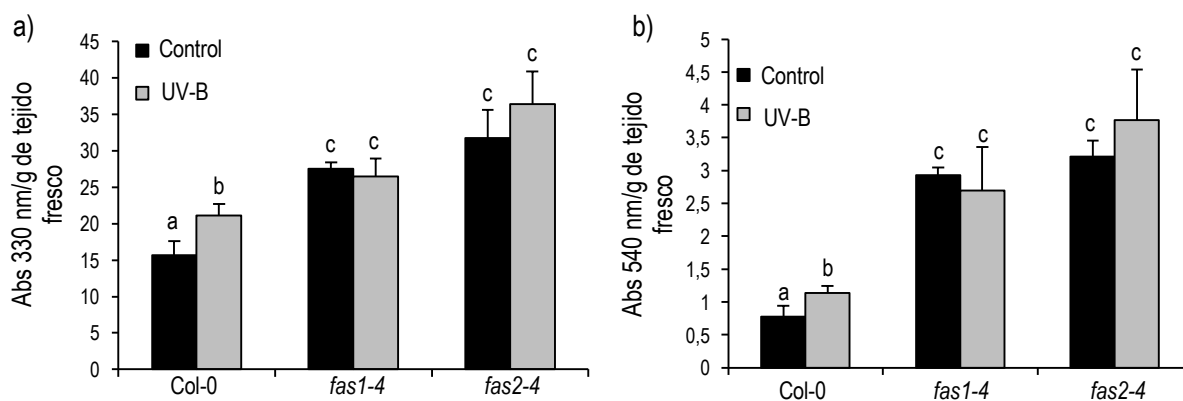 a)
Abs 330 nm/g de tejido
fresco
45
40
35
30
25
20
15
10
5
0
Control
UV-B
a
b
c
c
c
c
Col-0
fas1-4
fas2-4
b)
Abs 540 nm/g de tejido
fresco
5
4,5
4
3,5
3
2,5
2
1,5
1
0,5
0
Control
UV-B
a
b
c
c
c
c
Col-0
fas1-4
fas2-4